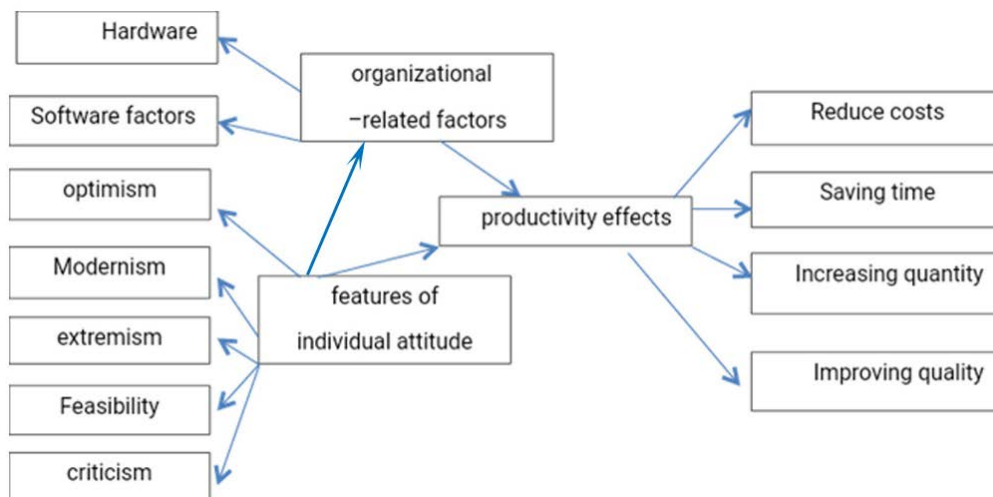 Hardware
organizational
–related factors
Software factors
Reduce costs
optimism
Saving time
productivity effects
Modernism
Increasing quantity
features of
individual attitude
extremism
Improving quality
Feasibility
criticism